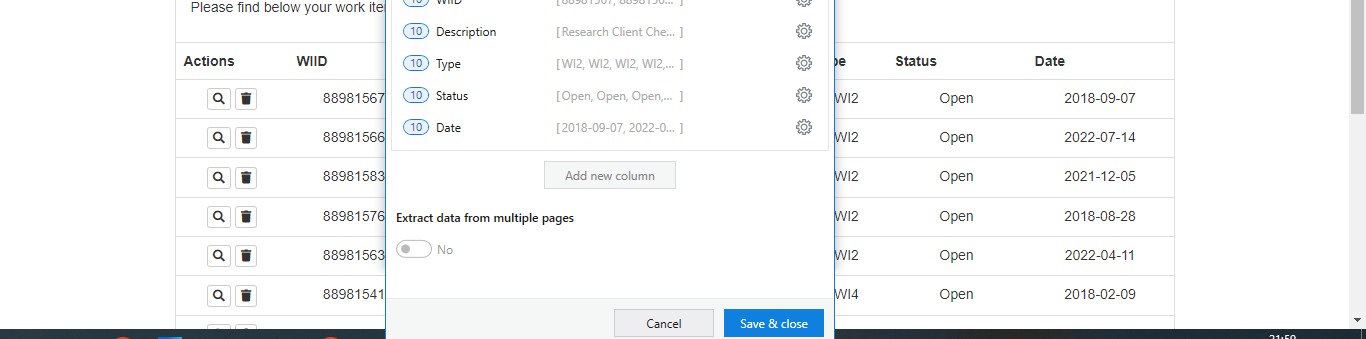 Please find below your work ite
WIID [88981567, 8898156... ]
10 Description [Research Client Che... ]
10 Type [WI2, WI2, WI2, WI2,... ]
10 Status [Open, Open, Open,... ]
10 Date [2018-09-07, 2022-0... ]
Add new column
Extract data from multiple pages
No
Cancel Save & close
Actions WIID pe Status Date
88981567 WI2 Open 2018-09-07
88981566 WI2 Open 2022-07-14
88981583 WI2 Open 2021-12-05
88981576 WI2 Open 2018-08-28
88981563 WI2 Open 2022-04-11
88981541 WI4 Open 2018-02-09